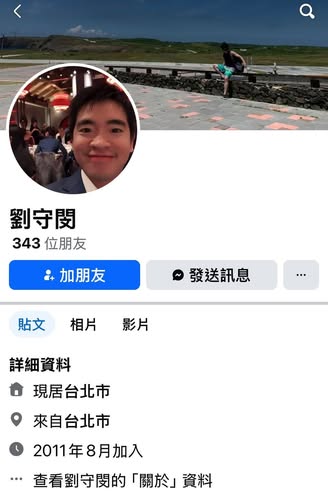 劉守閔
343 位朋友
加朋友
發送訊息
貼文
相片
影片
詳細資料
現居台北市
來自台北市
2011年8月加入
查看劉守閔的「關於」資料